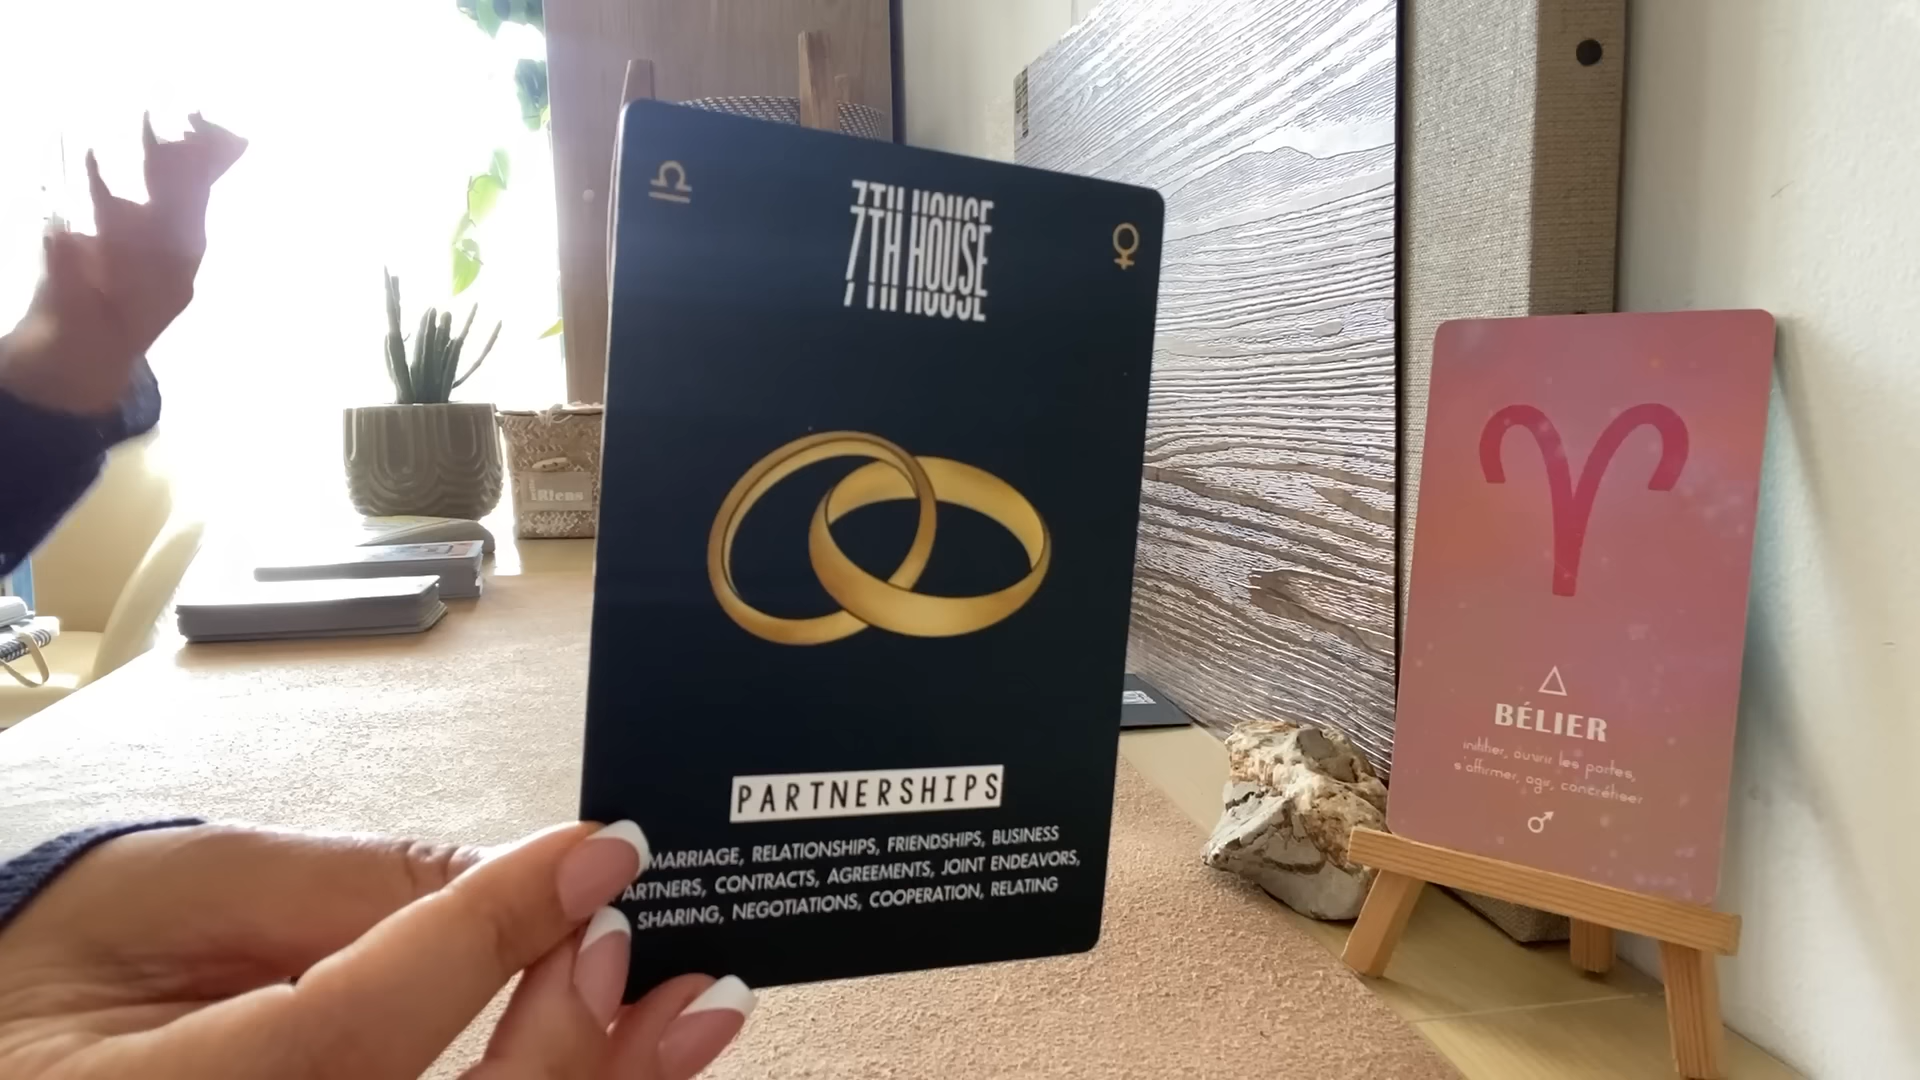 7TH HOUSE
PARTNERSHIPS
MARRIAGE, RELATIONSHIPS, FRIENDSHIPS, BUSINESS
ARTNERS, CONTRACTS, AGREEMENTS, JOINT ENDEAVORS,
SHARING, NEGOTIATIONS, COOPERATION, RELATING
BÉLIER
initier, ouvrir les portes,
s'affirmer, agir, concrétiser